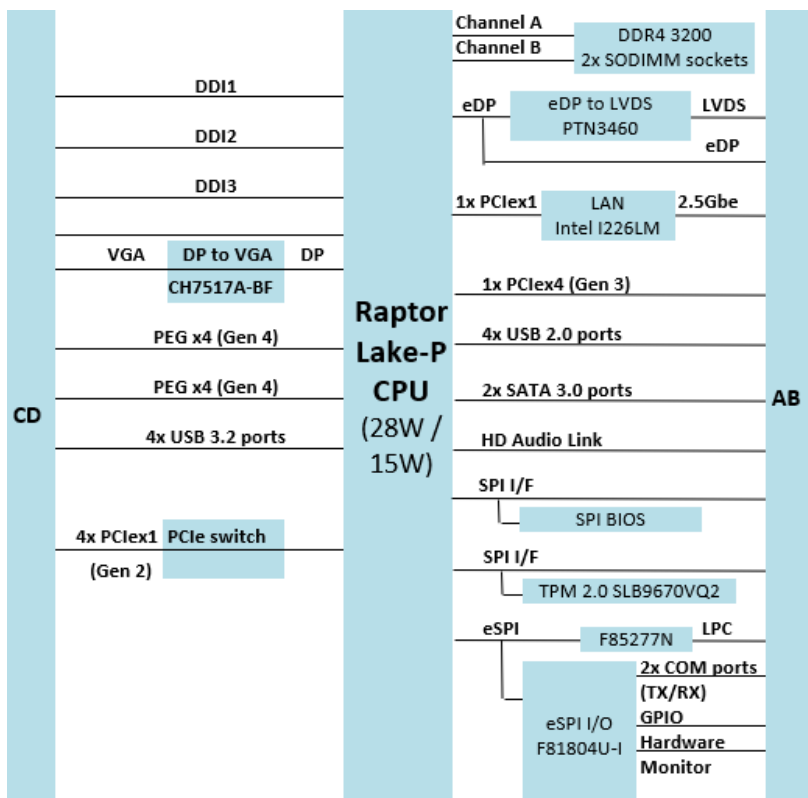 CD
DDI1
DDI2
DDI3
VGA
DP to VGA
DP
CH7517A-BF
PEG x4 (Gen 4)
PEG x4 (Gen 4)
4x USB 3.2 ports
4x PCIex1
PCIe switch
(Gen 2)
Raptor
Lake-P
CPU
(28W /
15W)
Channel A
Channel B
DDR4 3200
2x SODIMM sockets
eDP
eDP to LVDS
PTN3460
LVDS
eDP
1x PCIex1
LAN
Intel I226LM
2.5Gbe
1x PCIex4 (Gen 3)
4x USB 2.0 ports
2x SATA 3.0 ports
HD Audio Link
SPI I/F
SPI BIOS
SPI I/F
TPM 2.0 SLB9670VQ2
eSPI
F85277N
LPC
eSPI I/O
F81804U-I
2x COM ports
(TX/RX)
GPIO
Hardware
Monitor
AB